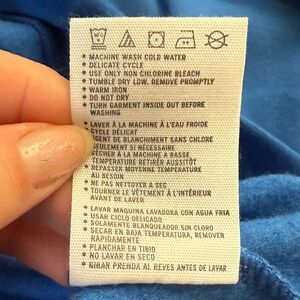 • MACHINE WASH COLD WATER
• DELICATE CYCLE
• USE ONLY NON CHLORINE BLEACH
• TUMBLE DRY LOW. REMOVE PROMPTLY
• WARM IRON
• DO NOT DRY
• TURN GARMENT INSIDE OUT BEFORE
WASHING
• LAVER À LA MACHINE À L'EAU FROIDE
CYCLE DÉLICAT
AGENT DE BLANCHIMENT SANS CHLORE
SEULEMENT SI NÉCESSAIRE
SÉCHER À LA MACHINE A BASSE
TEMPERATURE RETIRER AUSSITÔT
REPASSER MOYENNE TEMPERATURE
AU BESOIN
NE PAS NETTOYER A SEC
TOURNER LE VÊTEMENT À L'INTÉRIEUR
AVANT DE LAVER
• LAVAR MAQUINA LAVADORA CON AGUA FRIA
• USAR CICLO DELICADO
• SOLAMENTE BLANQUEADOR SIN CLORO
• SECAR EN BAJA TEMPERATURA, REMOVER
RAPIDAMENTE
• PLANCHAR EN TIBIO
• NO LAVAR EN SECO
• GIRAR PRENDA AL REVES ANTES DE LAVAR